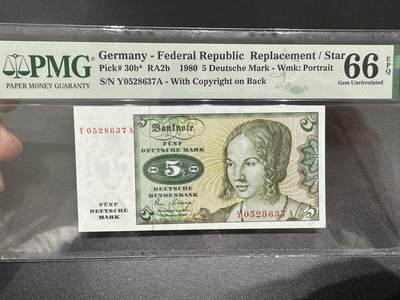 PMG
PAPER MONEY GUARANTY
Germany - Federal Republic Replacement / Star
Pick# 30b* RA2b 1980 5 Deutsche Mark - Wmk: Portrait
S/N Y0528637A - With Copyright on Back
66 EPQ
Gem Uncirculated
Y 0528637 A
Banknote
FÜNF
DEUTSCHE MARK
5
DEUTSCHE
BUNDESBANK
FÜNF
DEUTSCHE
MARK
Y 0528637 A
5